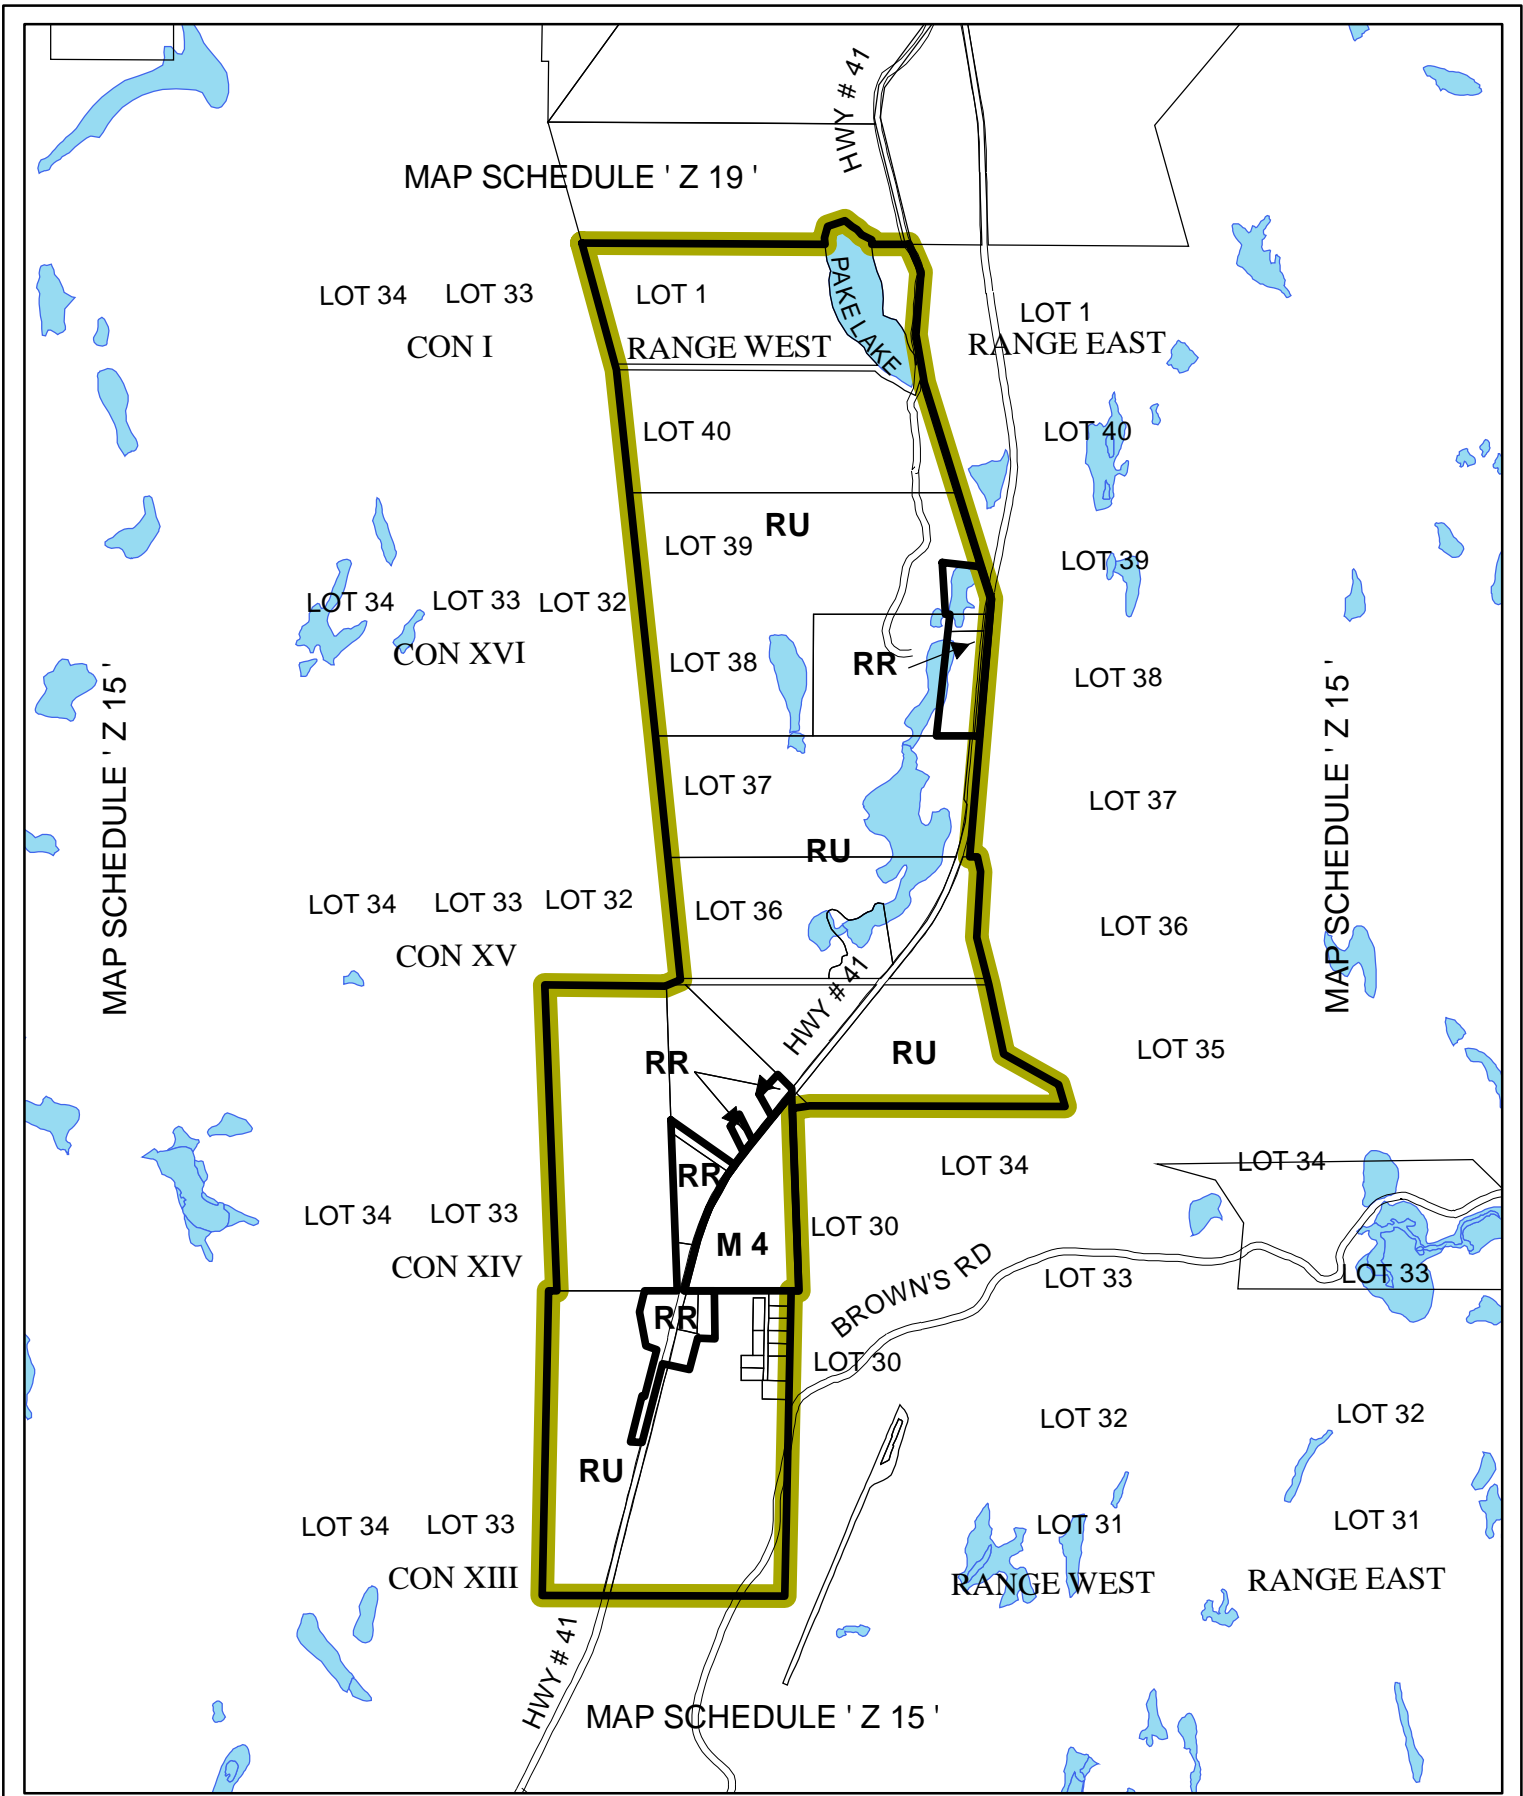 HWY # 41
MAP SCHEDULE ' Z 19 '
LOT 34
LOT 33
LOT 1
PAKE LAKE
LOT 1
CON I
RANGE WEST
RANGE EAST
LOT 40
LOT 40
RU
LOT 39
LOT 39
LOT 34
LOT 33
LOT 32
CON XVI
LOT 38
RR
LOT 38
MAP SCHEDULE ' Z 15 '
MAP SCHEDULE ' Z 15 '
LOT 37
LOT 37
RU
LOT 34
LOT 33
LOT 32
LOT 36
LOT 36
CON XV
HWY # 41
RR
RU
LOT 35
RR
LOT 34
LOT 34
LOT 34
LOT 33
LOT 30
M 4
CON XIV
BROWN'S RD
LOT 33
LOT 33
RR
LOT 30
LOT 32
LOT 32
RU
LOT 34
LOT 33
LOT 31
LOT 31
CON XIII
RANGE WEST
RANGE EAST
HWY # 41
MAP SCHEDULE ' Z 15 '